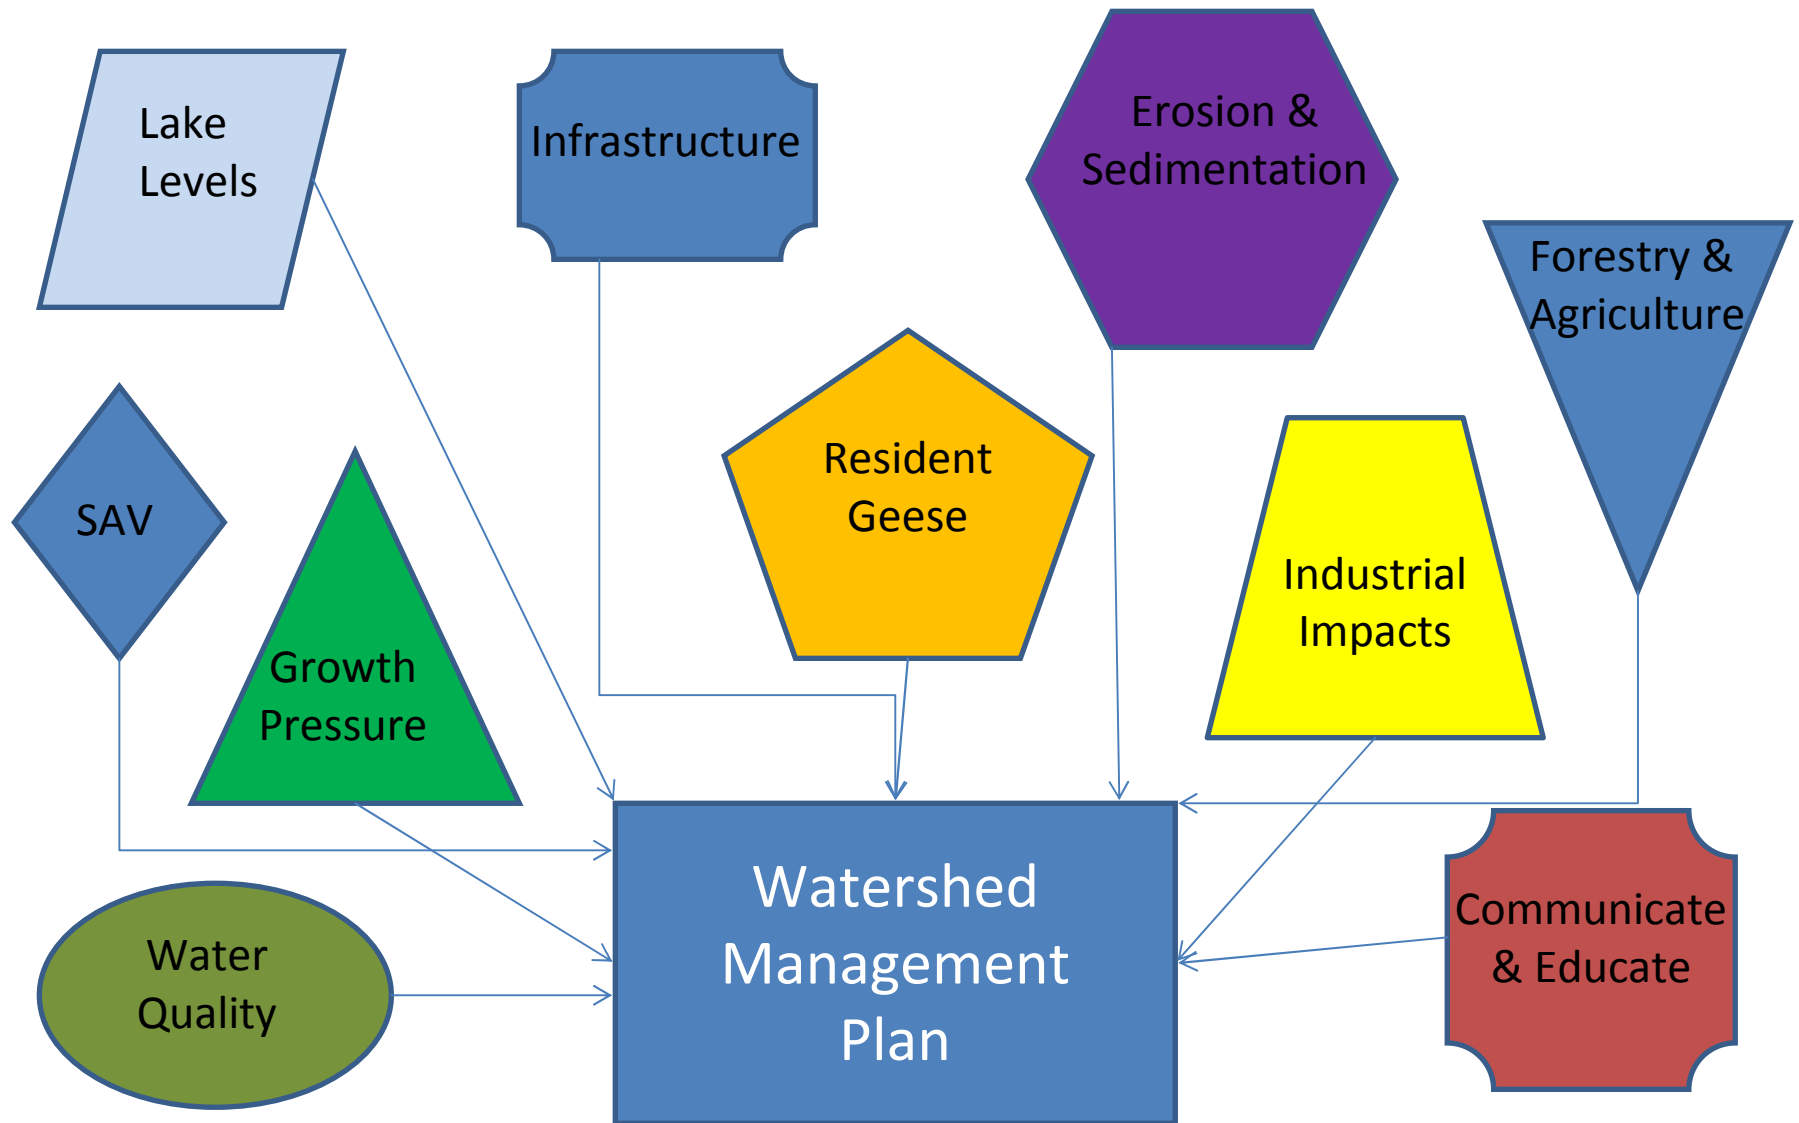 Lake
Levels
Infrastructure
Erosion &
Sedimentation
Forestry &
Agriculture
SAV
Growth
Pressure
Resident
Geese
Industrial
Impacts
Water
Quality
Watershed
Management
Plan
Communicate
& Educate